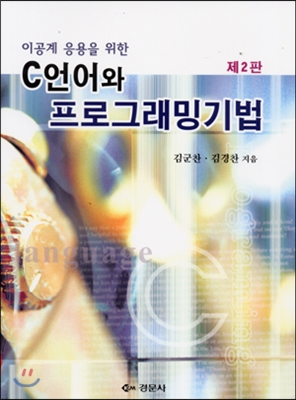 이공계 응용을 위한
C언어와
제2판
프로그래밍기법
김군찬·김경찬 지음
language
C
KM 경문사